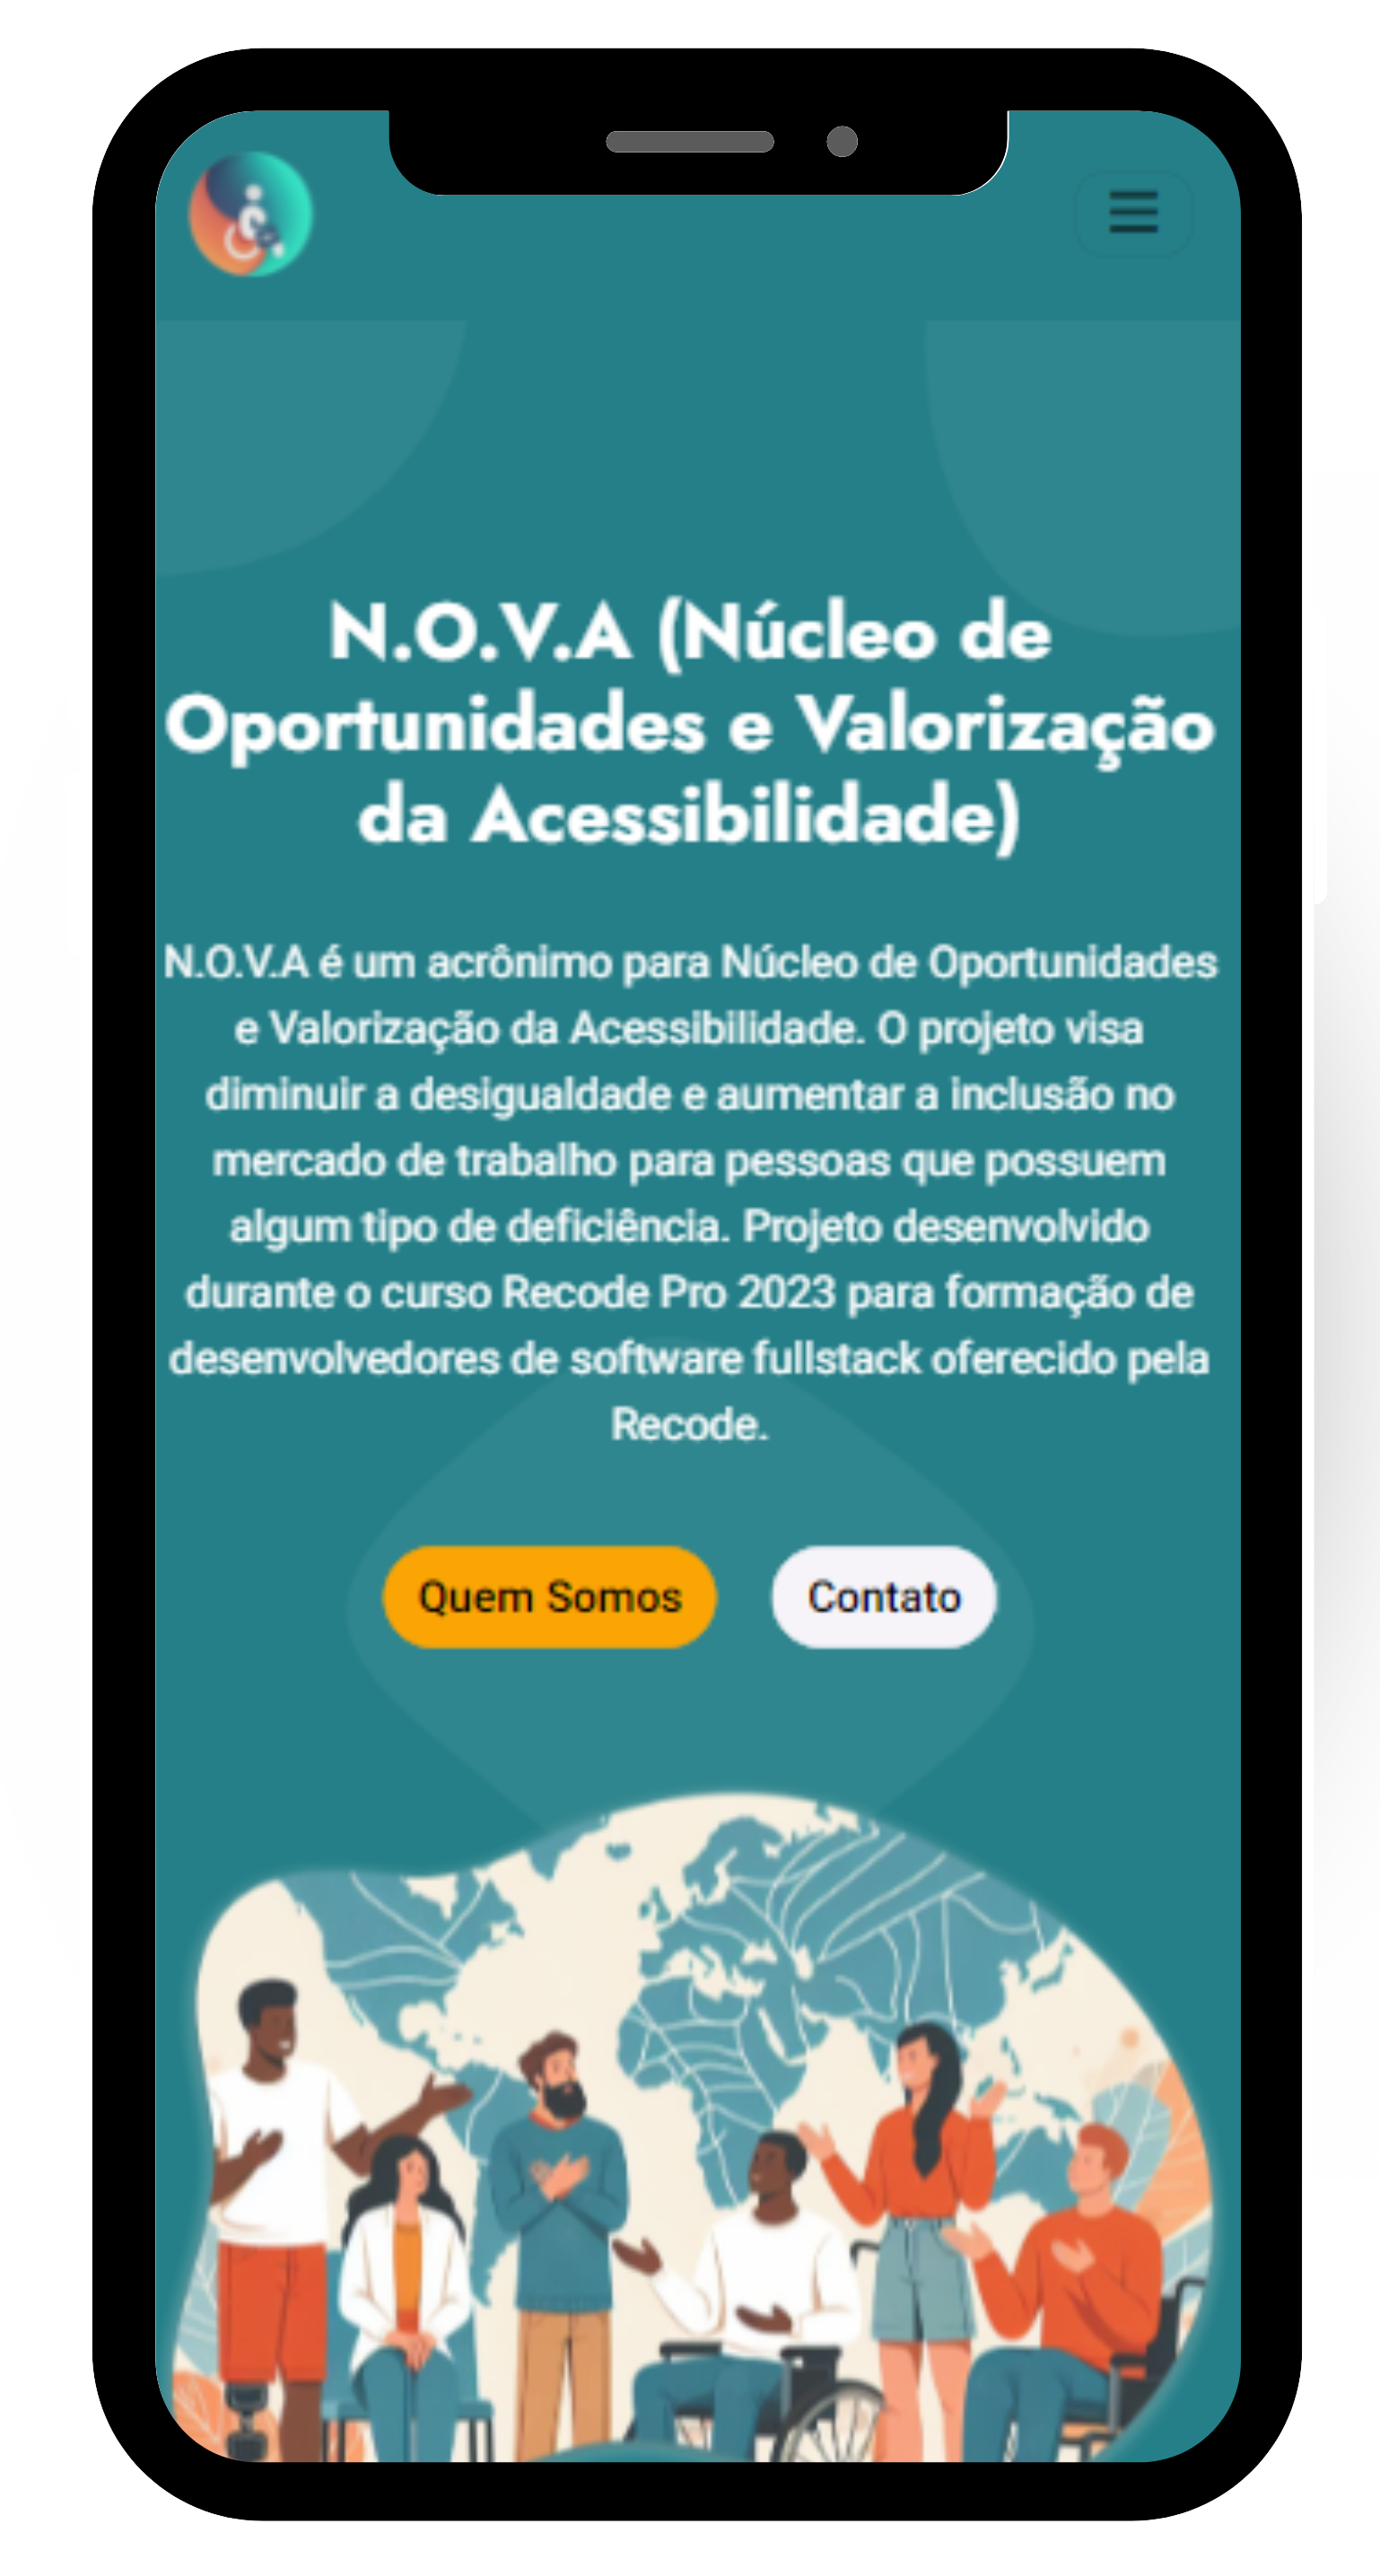 N.O.V.A (Núcleo de
Oportunidades e Valorização
da Acessibilidade)
N.O.V.A é um acrônimo para Núcleo de Oportunidades
e Valorização da Acessibilidade. O projeto visa
diminuir a desigualdade e aumentar a inclusão no
mercado de trabalho para pessoas que possuem
algum tipo de deficiência. Projeto desenvolvido
durante o curso Recode Pro 2023 para formação de
desenvolvedores de software fullstack oferecido pela
Recode.
Quem Somos
Contato